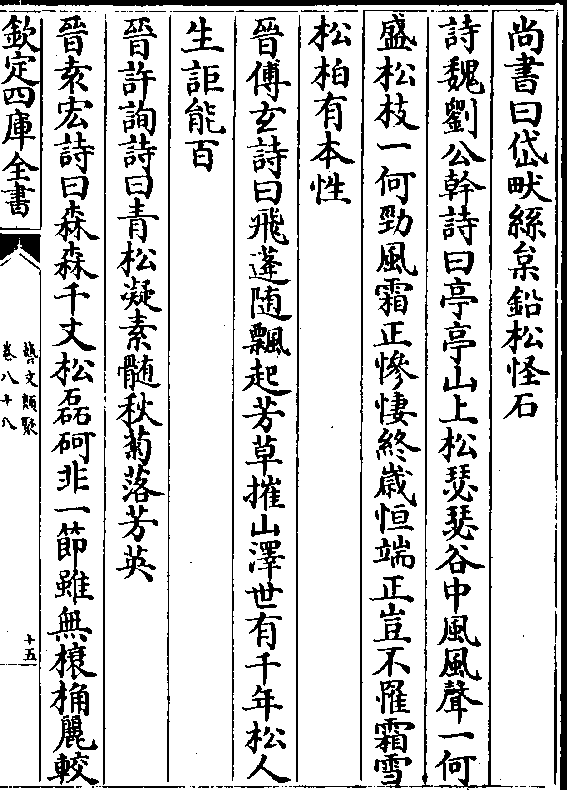 尚書曰岱畎絲枲鉛松怪石
詩魏劉公幹詩曰亭亭山上松瑟瑟谷中風風聲一何
盛松枝一何勁風霜正慘悽終歲恒端正豈不罹霜雪
松柏有本性
晉傅玄詩曰飛蓬随飄起芳草摧山澤世有千年松人
生詎能百
晉許詢詩曰青松凝素髓秋菊落芳英
晉袁宏詩曰森森千丈松磊砢非一節雖無榱桷麗較
欽定四庫全書
藝文類聚
卷八十八
十五